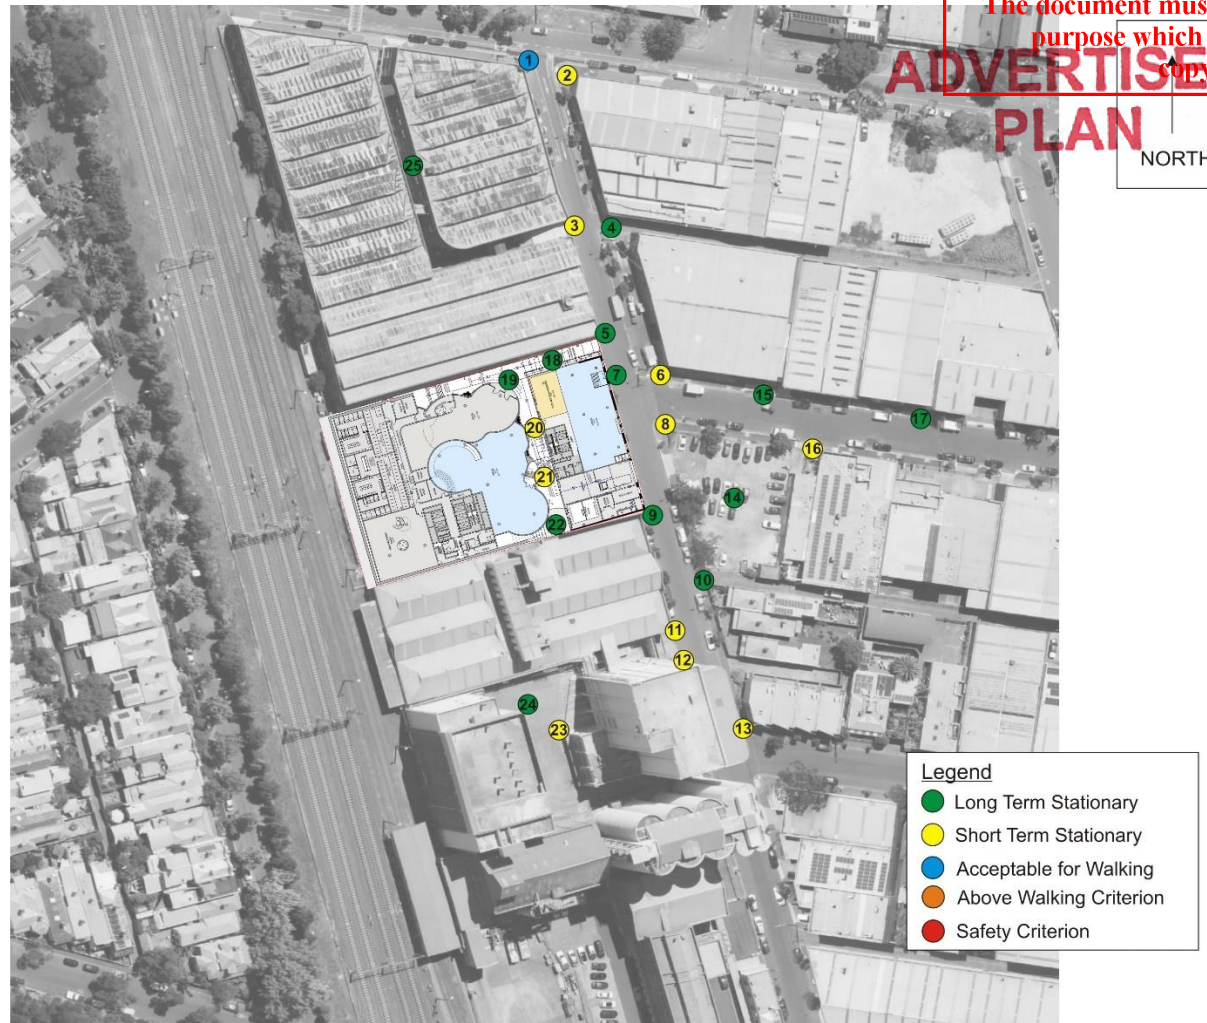 The document mus
purpose which
copy
ADVERTISE
PLAN
NORTH
1
2
25
3
4
5
18
7
6
19
15
17
20
8
16
21
14
22
9
10
11
12
24
23
13
Legend
Long Term Stationary
Short Term Stationary
Acceptable for Walking
Above Walking Criterion
Safety Criterion